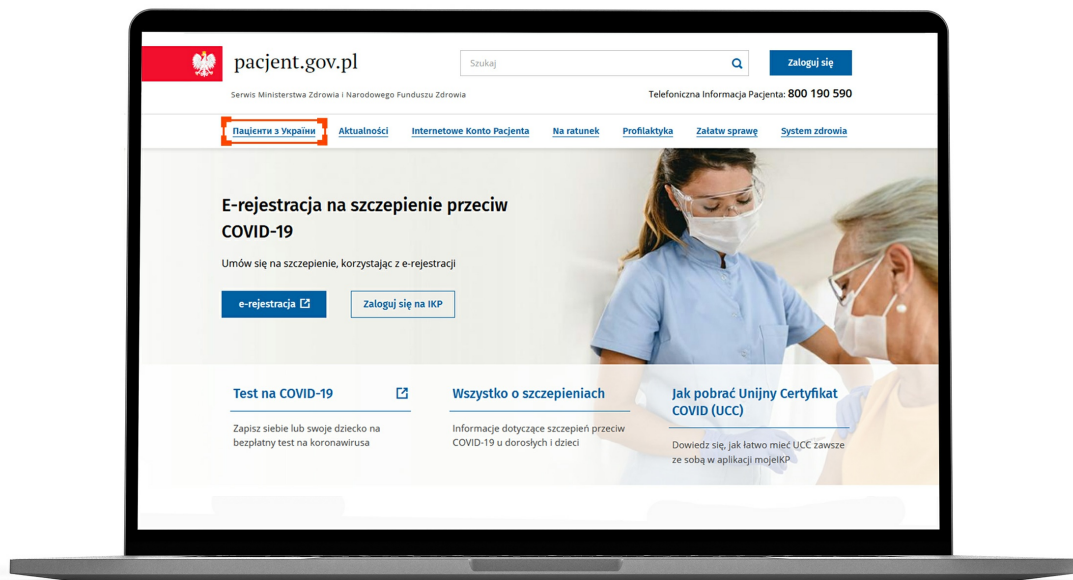 pacjent.gov.pl
Szukaj
Zaloguj się
Serwis Ministerstwa Zdrowia i Narodowego Funduszu Zdrowia
Telefoniczna Informacja Pacjenta: 800 190 590
Пацієнти з України
Aktualności
Internetowe Konto Pacjenta
Na ratunek
Profilaktyka
Załatw sprawę
System zdrowia
E-rejestracja na szczepienie przeciw
COVID-19
Umów się na szczepienie, korzystając z e-rejestracji
e-rejestracja
Zaloguj się na IKP
Test na COVID-19
Zapisz siebie lub swoje dziecko na
bezpłatny test na koronawirusa
Wszystko o szczepieniach
Informacje dotyczące szczepień przeciw
COVID-19 u dorosłych i dzieci
Jak pobrać Unijny Certyfikat
COVID (UCC)
Dowiedz się, jak łatwo mieć UCC zawsze
ze sobą w aplikacji mojeIKP